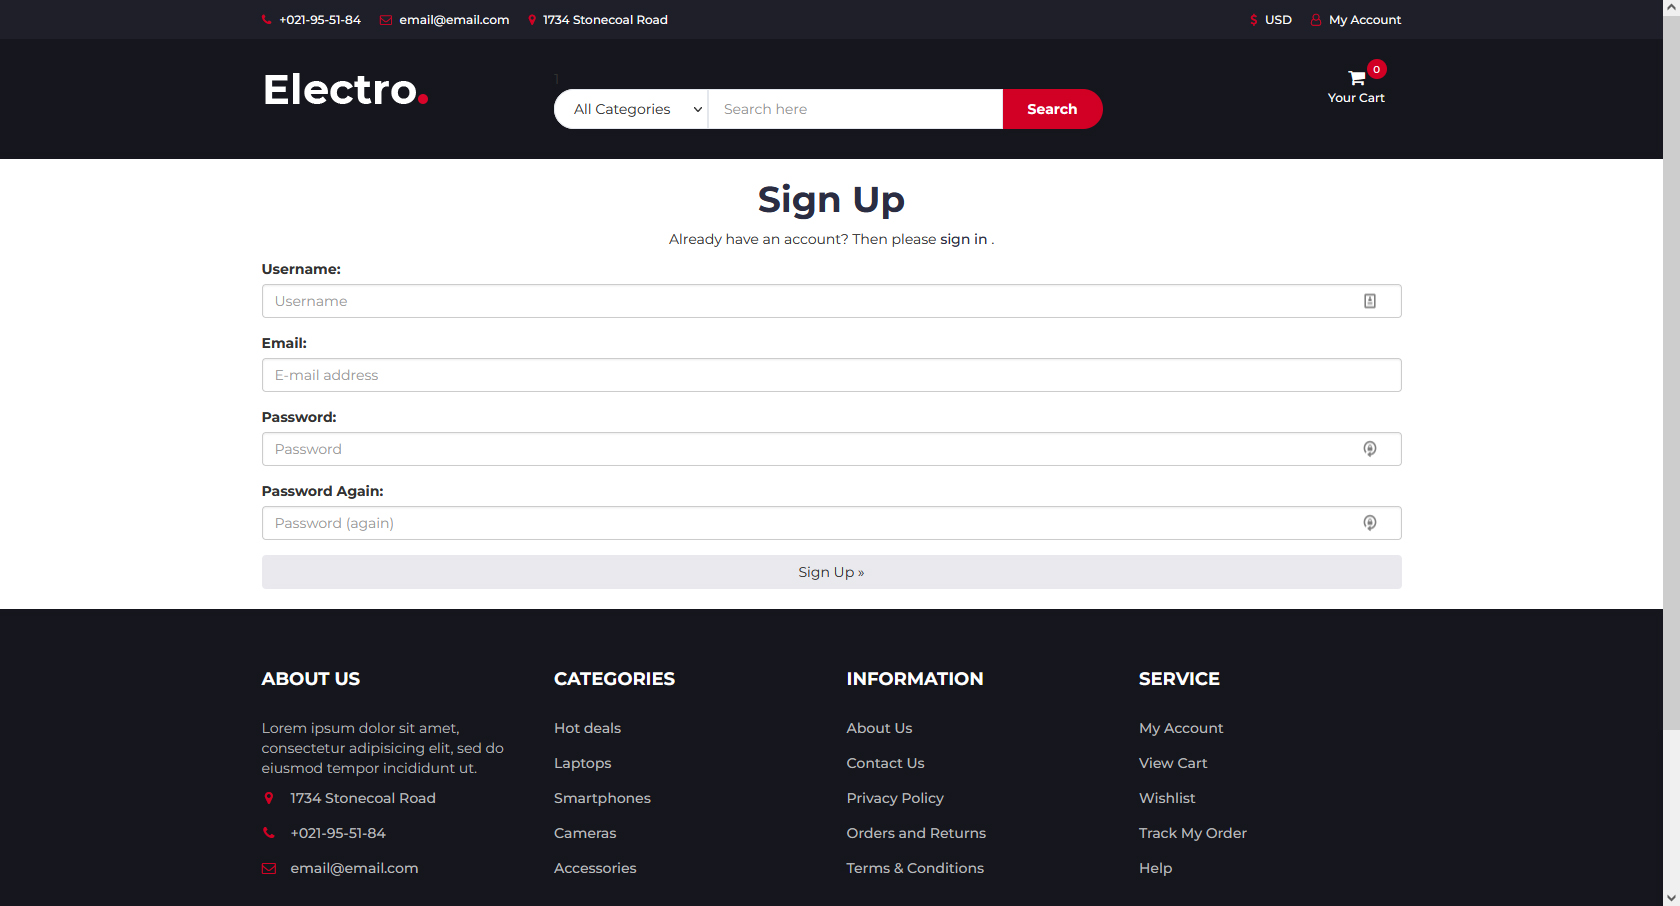 +021-95-51-84 email@email.com 1734 Stonecoal Road $ USD My Account
Electro.
1
All Categories Search here Search
0
Your Cart
Sign Up
Already have an account? Then please sign in .
Username:
Username
Email:
E-mail address
Password:
Password
Password Again:
Password (again)
Sign Up »
ABOUT US
Lorem ipsum dolor sit amet,
consectetur adipisicing elit, sed do
eiusmod tempor incididunt ut.
1734 Stonecoal Road
+021-95-51-84
email@email.com
CATEGORIES
Hot deals
Laptops
Smartphones
Cameras
Accessories
INFORMATION
About Us
Contact Us
Privacy Policy
Orders and Returns
Terms & Conditions
SERVICE
My Account
View Cart
Wishlist
Track My Order
Help